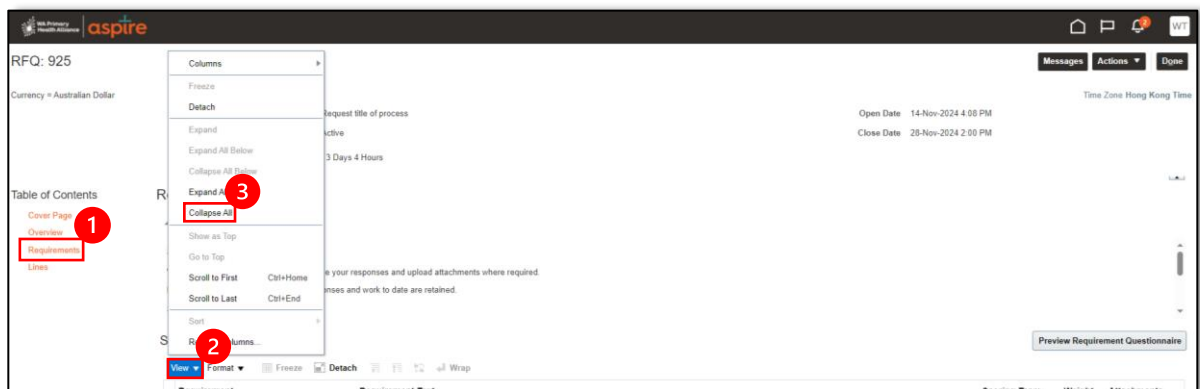 WA Primary Health Alliance aspire 2 WT
RFQ: 925
Messages Actions Done
Currency = Australian Dollar
Time Zone Hong Kong Time
Columns
Freeze
Detach
Expand
Expand All Below
Collapse All Below
Expand All
3
Collapse All
Show as Top
Go to Top
Scroll to First Ctrl+Home
Scroll to Last Ctrl+End
Sort
Columns...
Request title of process
Active
3 Days 4 Hours
Open Date 14-Nov-2024 4:08 PM
Close Date 28-Nov-2024 2:00 PM
Table of Contents
Cover Page
1
Overview
Requirements
Lines
e your responses and upload attachments where required.
onses and work to date are retained.
2
Preview Requirement Questionnaire
View Format Freeze Detach Wrap